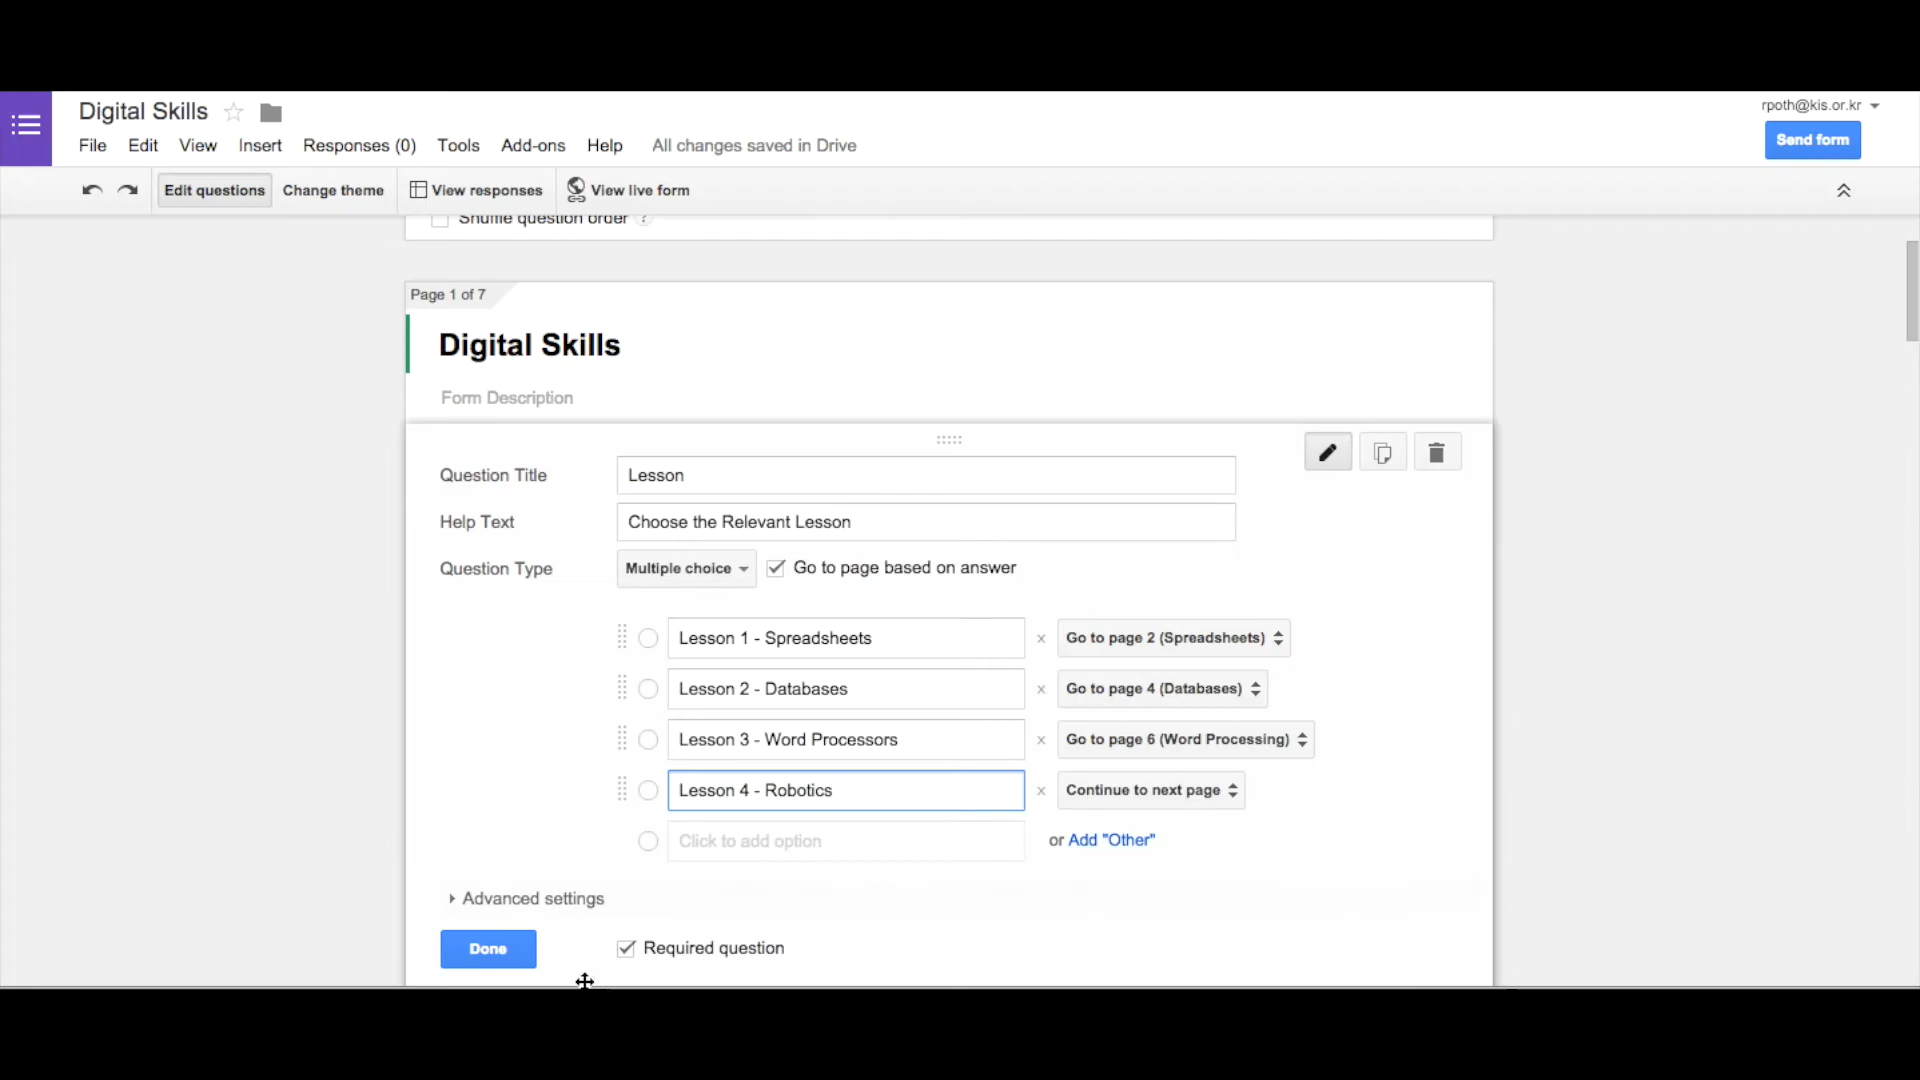 Digital Skills
rpoth@kis.or.kr
File Edit View Insert Responses (0) Tools Add-ons Help All changes saved in Drive
Send form
Edit questions Change theme View responses View live form
Shuffle question order ?
Page 1 of 7
Digital Skills
Form Description
Question Title Lesson
Help Text Choose the Relevant Lesson
Question Type Multiple choice Go to page based on answer
Lesson 1 - Spreadsheets x Go to page 2 (Spreadsheets)
Lesson 2 - Databases x Go to page 4 (Databases)
Lesson 3 - Word Processors x Go to page 6 (Word Processing)
Lesson 4 - Robotics x Continue to next page
Click to add option or Add "Other"
Advanced settings
Done Required question